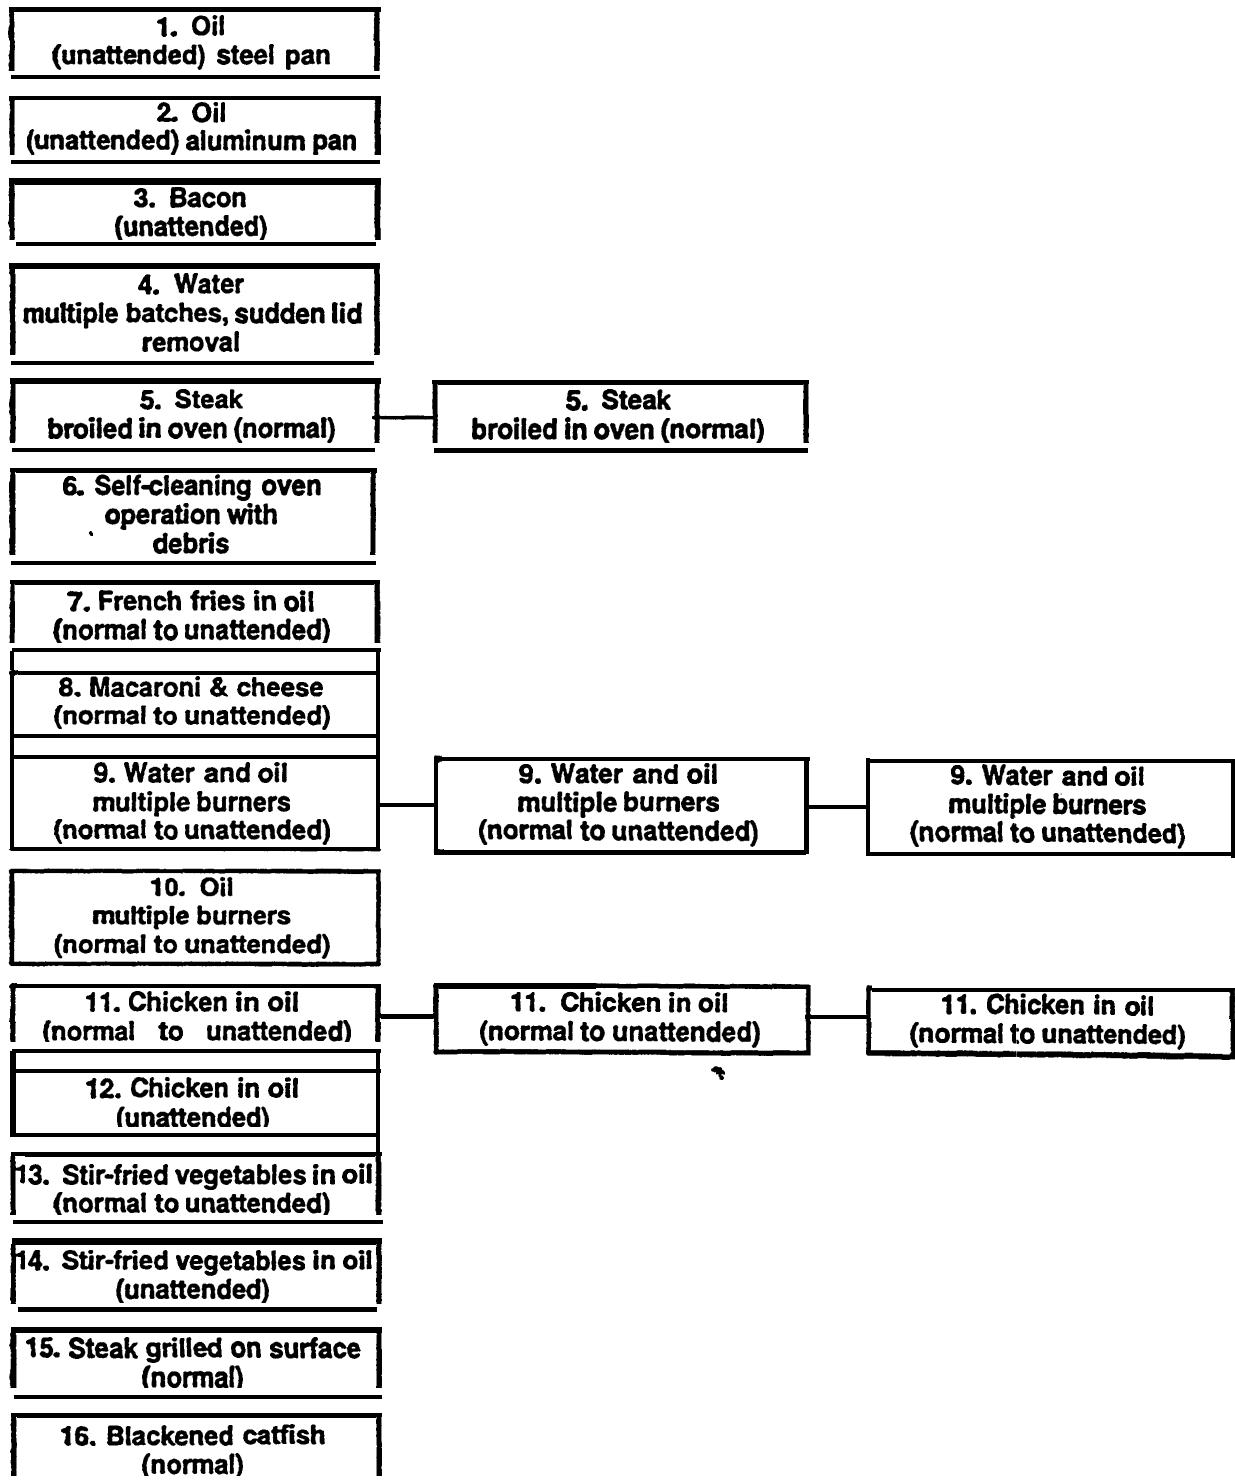 1. Oil
(unattended) steel pan
2. Oil
(unattended) aluminum pan
3. Bacon
(unattended)
4. Water
multiple batches, sudden lid
removal
5. Steak
broiled in oven (normal)
5. Steak
broiled in oven (normal)
6. Self-cleaning oven
operation with
debris
7. French fries in oil
(normal to unattended)
8. Macaroni & cheese
(normal to unattended)
9. Water and oil
multiple burners
(normal to unattended)
9. Water and oil
multiple burners
(normal to unattended)
9. Water and oil
multiple burners
(normal to unattended)
10. Oil
multiple burners
(normal to unattended)
11. Chicken in oil
(normal to unattended)
11. Chicken in oil
(normal to unattended)
11. Chicken in oil
(normal to unattended)
12. Chicken in oil
(unattended)
13. Stir-fried vegetables in oil
(normal to unattended)
14. Stir-fried vegetables in oil
(unattended)
15. Steak grilled on surface
(normal)
16. Blackened catfish
(normal)